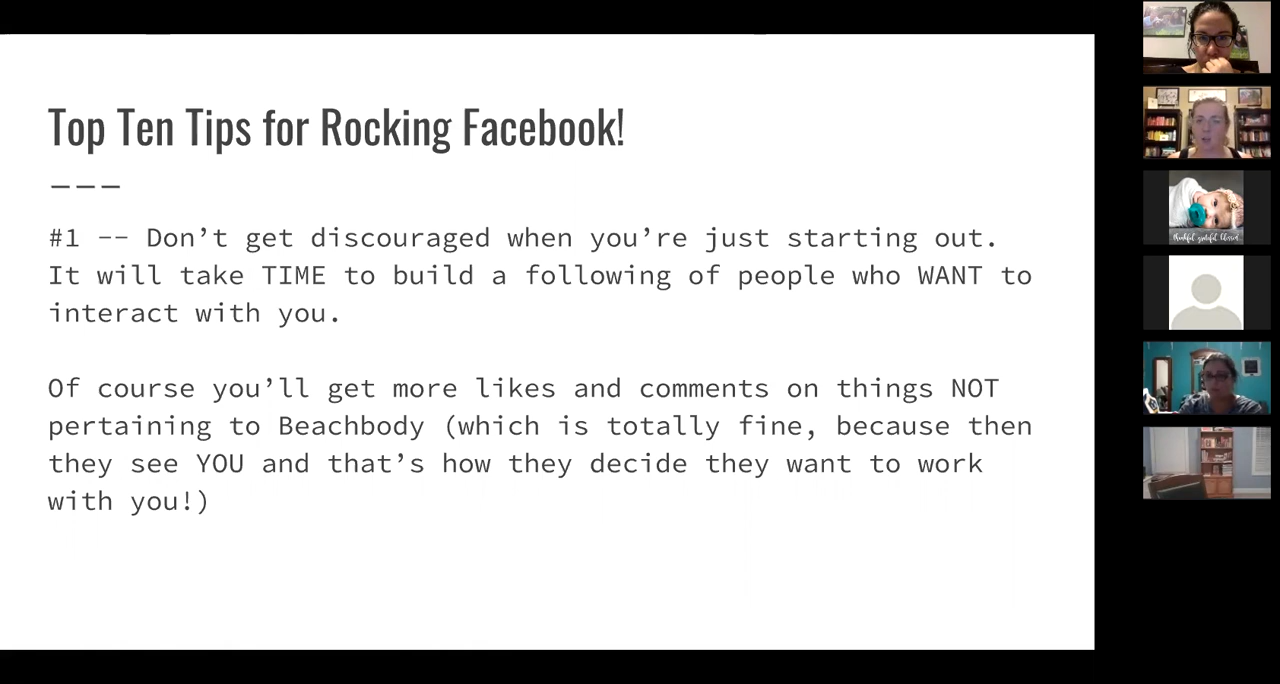 Top Ten Tips for Rocking Facebook!
#1 -- Don’t get discouraged when you’re just starting out.
It will take TIME to build a following of people who WANT to
interact with you.
Of course you’ll get more likes and comments on things NOT
pertaining to Beachbody (which is totally fine, because then
they see YOU and that’s how they decide they want to work
with you!)
thankful grateful blessed